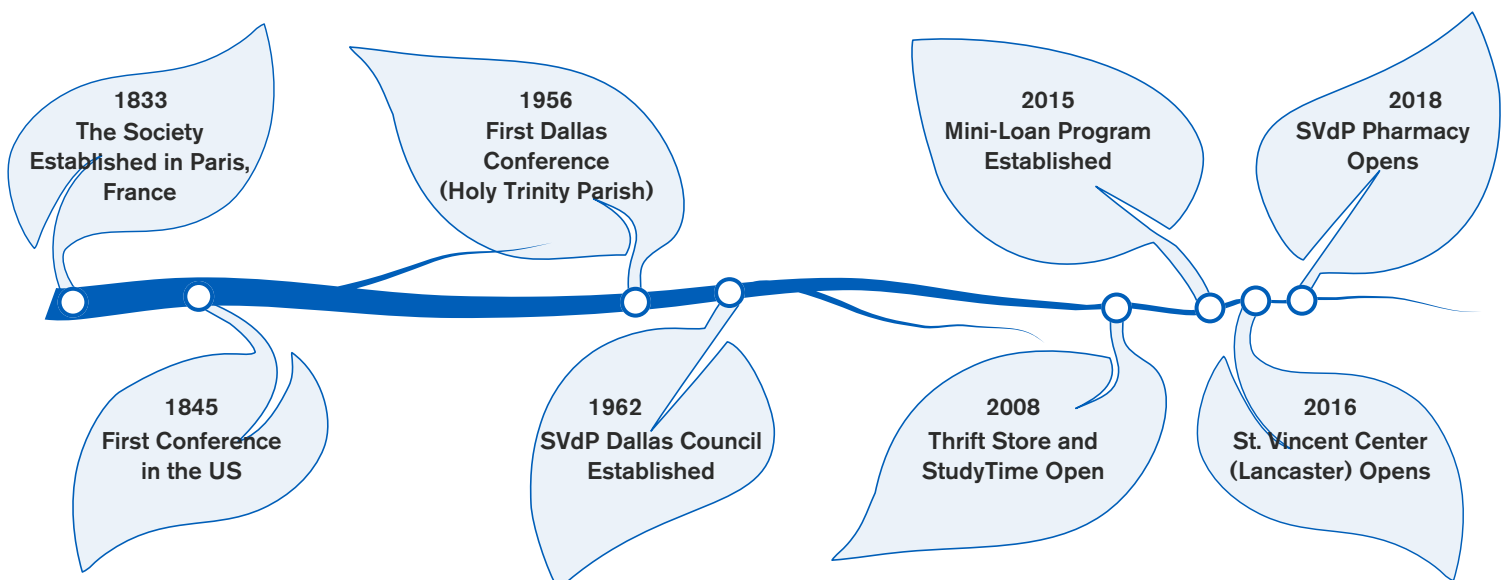 1833
The Society
Established in Paris,
France
1845
First Conference
in the US
1956
First Dallas
Conference
(Holy Trinity Parish)
1962
SVdP Dallas Council
Established
2008
Thrift Store and
StudyTime Open
2015
Mini-Loan Program
Established
2016
St. Vincent Center
(Lancaster) Opens
2018
SVdP Pharmacy
Opens